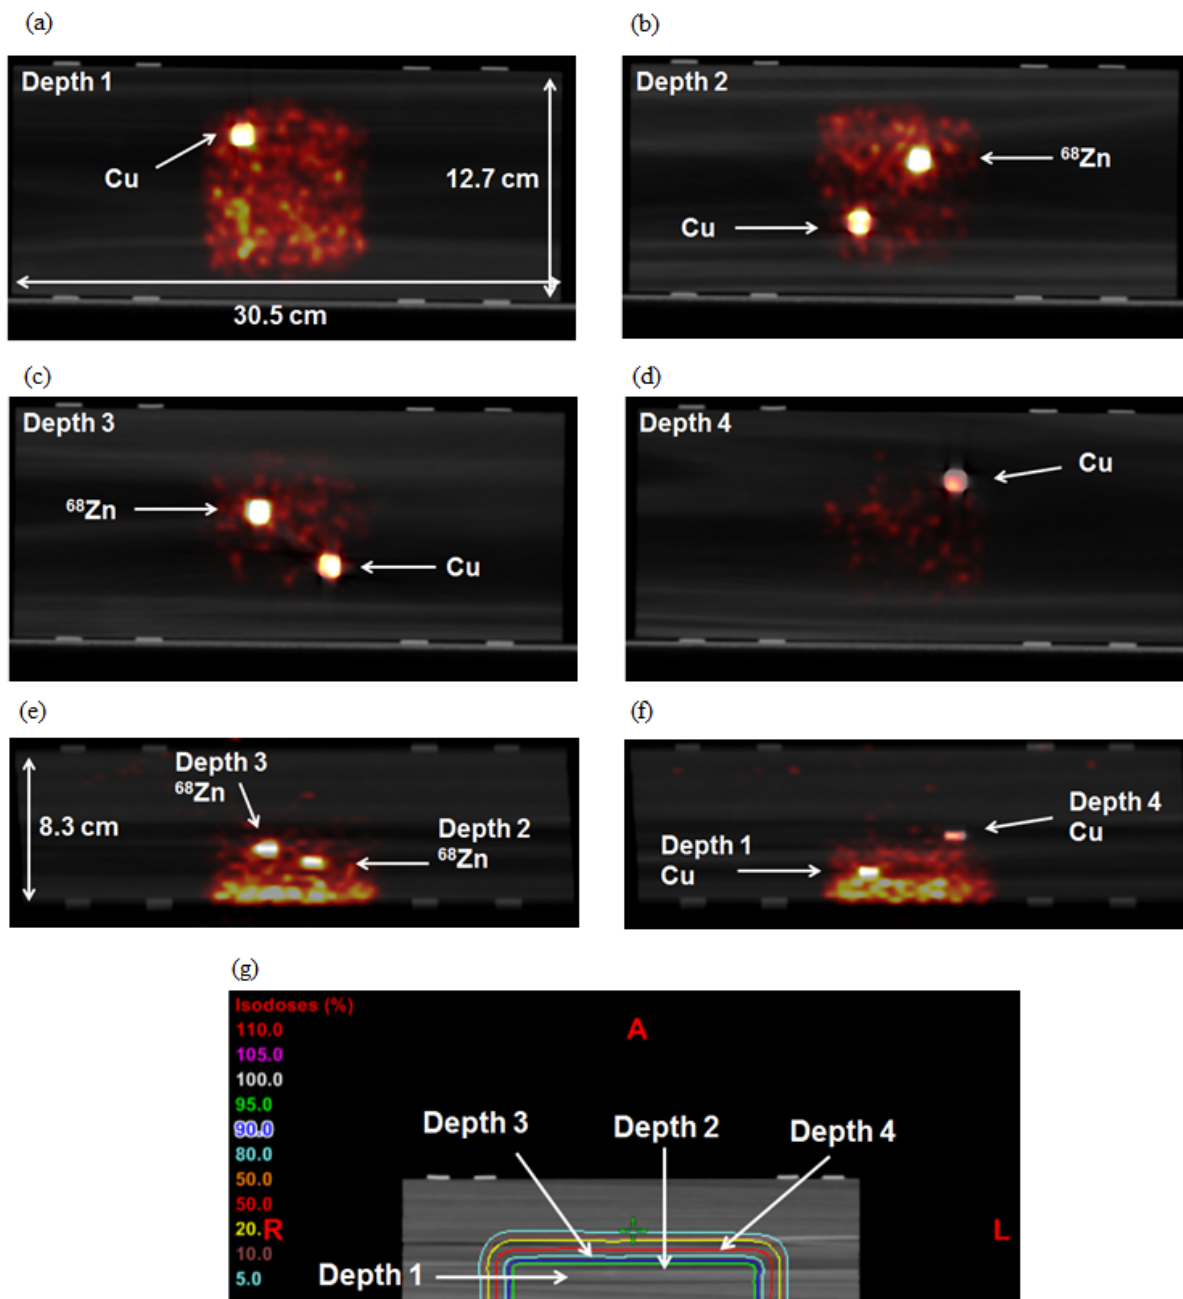 (a)
(b)
Depth 1
Cu
12.7 cm
30.5 cm
Depth 2
⁶⁸Zn
Cu
(c)
(d)
Depth 3
⁶⁸Zn
Cu
Depth 4
Cu
(e)
(f)
Depth 3
⁶⁸Zn
8.3 cm
Depth 2
⁶⁸Zn
Depth 4
Cu
Depth 1
Cu
(g)
Isodoses (%)
110.0
105.0
100.0
95.0
90.0
80.0
50.0
50.0
20.
10.0
5.0
A
R
L
Depth 3
Depth 2
Depth 4
Depth 1